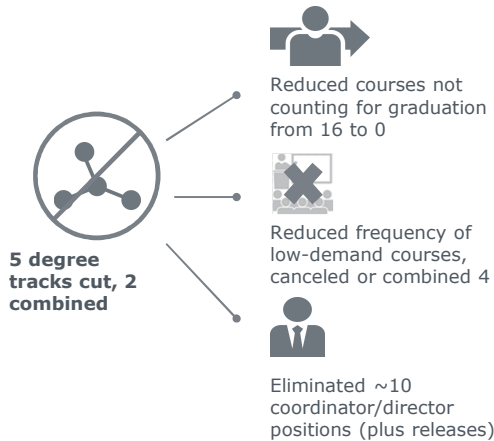 5 degree
tracks cut, 2
combined
Reduced courses not
counting for graduation
from 16 to 0
Reduced frequency of
low-demand courses,
canceled or combined 4
Eliminated ~10
coordinator/director
positions (plus releases)